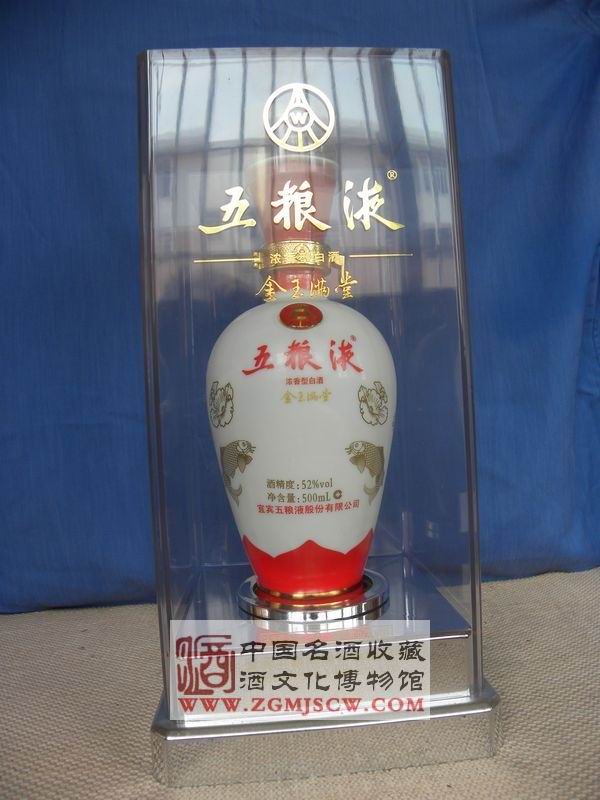 W
五粮液®
浓香型白酒
金玉满堂
五粮液®
浓香型白酒
金玉满堂
酒精度:52%vol
净含量:500mL
宜宾五粮液股份有限公司
酒
中国名酒收藏
酒文化博物馆
WWW.ZGMJSCW.COM